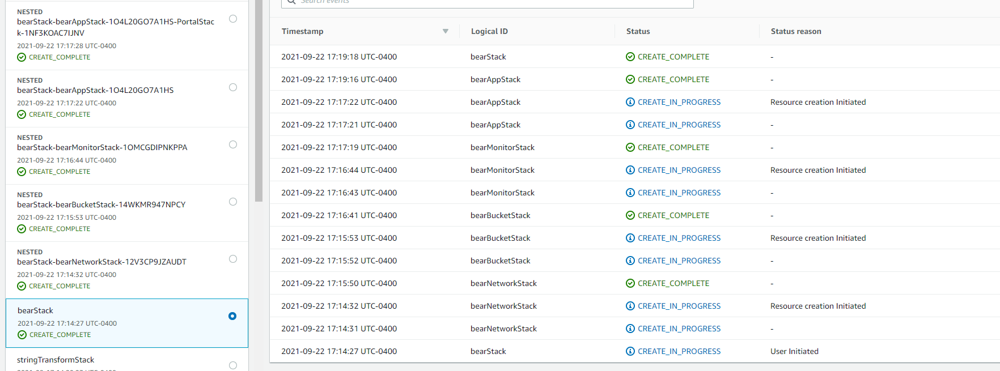 NESTED
bearStack-bearAppStack-1O4L20GO7A1HS-PortalStac
k-1NF3KOAC7IJNV
2021-09-22 17:17:28 UTC-0400
CREATE_COMPLETE
NESTED
bearStack-bearAppStack-1O4L20GO7A1HS
2021-09-22 17:17:22 UTC-0400
CREATE_COMPLETE
NESTED
bearStack-bearMonitorStack-1OMCGDIPNKPPA
2021-09-22 17:16:44 UTC-0400
CREATE_COMPLETE
NESTED
bearStack-bearBucketStack-14WKMR947NPCY
2021-09-22 17:15:53 UTC-0400
CREATE_COMPLETE
NESTED
bearStack-bearNetworkStack-12V3CP9JZAUDT
2021-09-22 17:14:32 UTC-0400
CREATE_COMPLETE
bearStack
2021-09-22 17:14:27 UTC-0400
CREATE_COMPLETE
stringTransformStack
Search events
Timestamp Logical ID Status Status reason
2021-09-22 17:19:18 UTC-0400 bearStack CREATE_COMPLETE -
2021-09-22 17:19:16 UTC-0400 bearAppStack CREATE_COMPLETE -
2021-09-22 17:17:22 UTC-0400 bearAppStack CREATE_IN_PROGRESS Resource creation Initiated
2021-09-22 17:17:21 UTC-0400 bearAppStack CREATE_IN_PROGRESS -
2021-09-22 17:17:19 UTC-0400 bearMonitorStack CREATE_COMPLETE -
2021-09-22 17:16:44 UTC-0400 bearMonitorStack CREATE_IN_PROGRESS Resource creation Initiated
2021-09-22 17:16:43 UTC-0400 bearMonitorStack CREATE_IN_PROGRESS -
2021-09-22 17:16:41 UTC-0400 bearBucketStack CREATE_COMPLETE -
2021-09-22 17:15:53 UTC-0400 bearBucketStack CREATE_IN_PROGRESS Resource creation Initiated
2021-09-22 17:15:52 UTC-0400 bearBucketStack CREATE_IN_PROGRESS -
2021-09-22 17:15:50 UTC-0400 bearNetworkStack CREATE_COMPLETE -
2021-09-22 17:14:32 UTC-0400 bearNetworkStack CREATE_IN_PROGRESS Resource creation Initiated
2021-09-22 17:14:31 UTC-0400 bearNetworkStack CREATE_IN_PROGRESS -
2021-09-22 17:14:27 UTC-0400 bearStack CREATE_IN_PROGRESS User Initiated